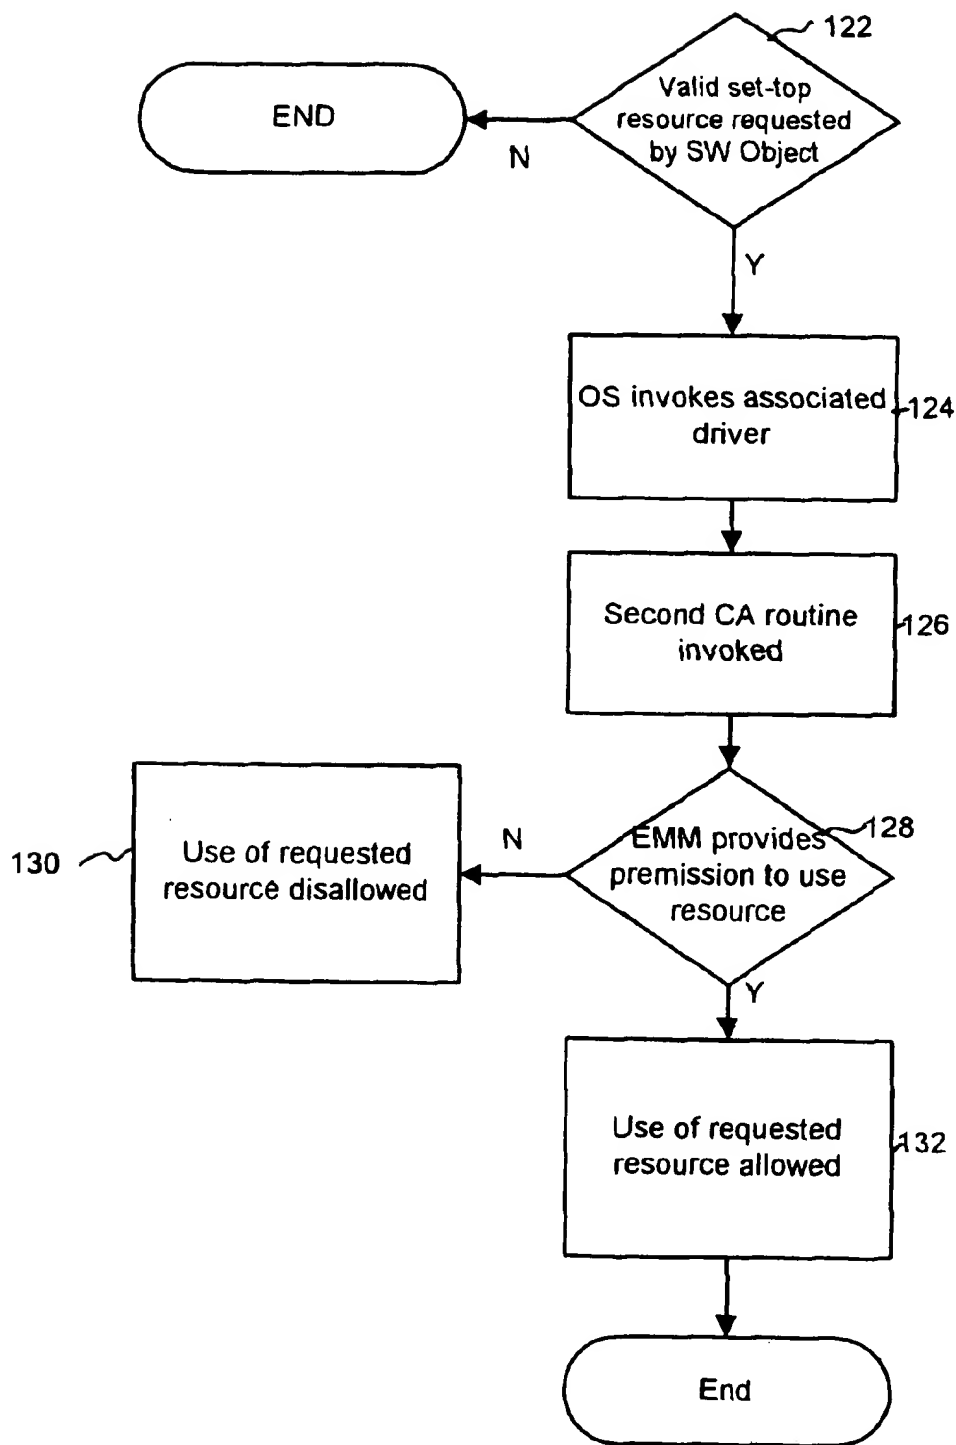 122
Valid set-top
resource requested
by SW Object
END
N
Y
OS invokes associated
driver
124
Second CA routine
invoked
126
EMM provides
premission to use
resource
128
N
Use of requested
resource disallowed
130
Y
Use of requested
resource allowed
132
End